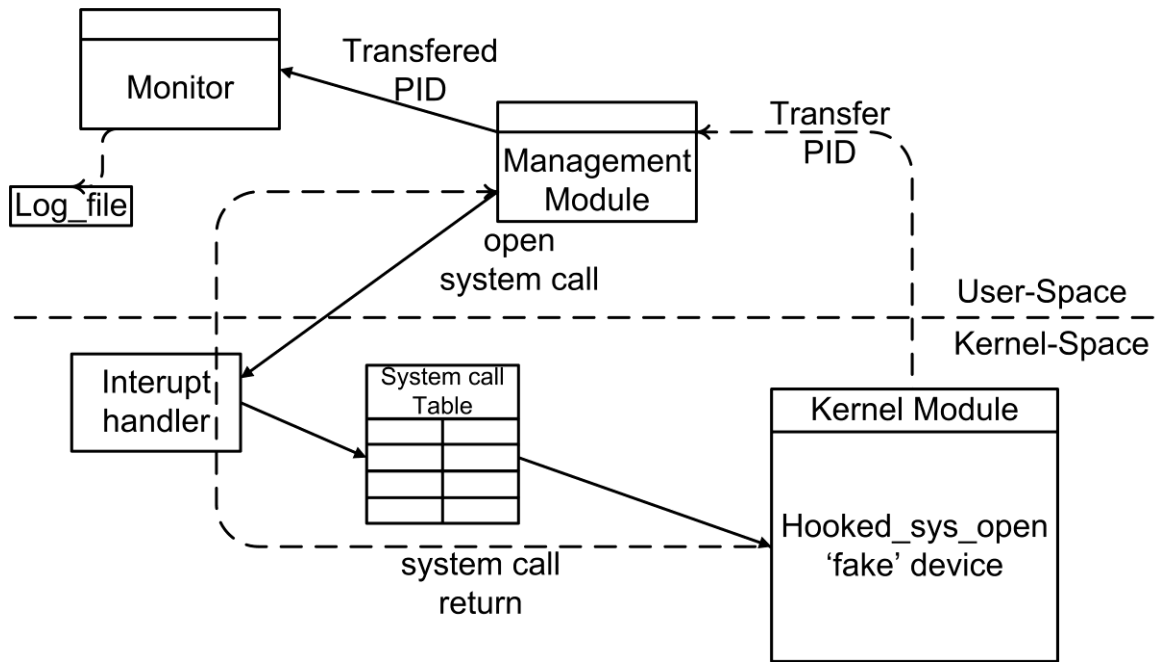 Monitor
Transfered
PID
Transfer
PID
Management
Module
Log_file
open
system call
User-Space
Kernel-Space
Interupt
handler
System call
Table
Kernel Module
Hooked_sys_open
‘fake’ device
system call
return